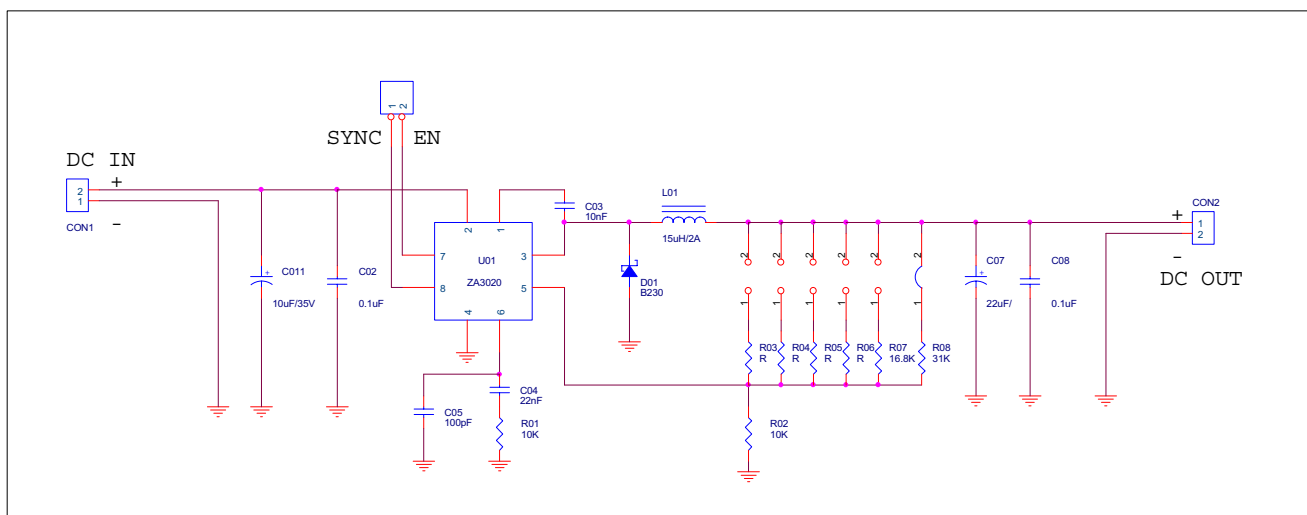 1 2
SYNC EN
DC IN
+
2
1
CON1
-
C011
10uF/35V
C02
0.1uF
2 1
U01
ZA3020
7
8
3
5
4 6
C03
10nF
L01
15uH/2A
D01
B230
C05
100pF
C04
22nF
R01
10K
2 2 2 2 2 2
1 1 1 1 1 1
R03
R
R04
R
R05
R
R06
R
R07
16.8K
R08
31K
R02
10K
C07
+
22uF/
C08
0.1uF
CON2
+
1
2
-
DC OUT
+